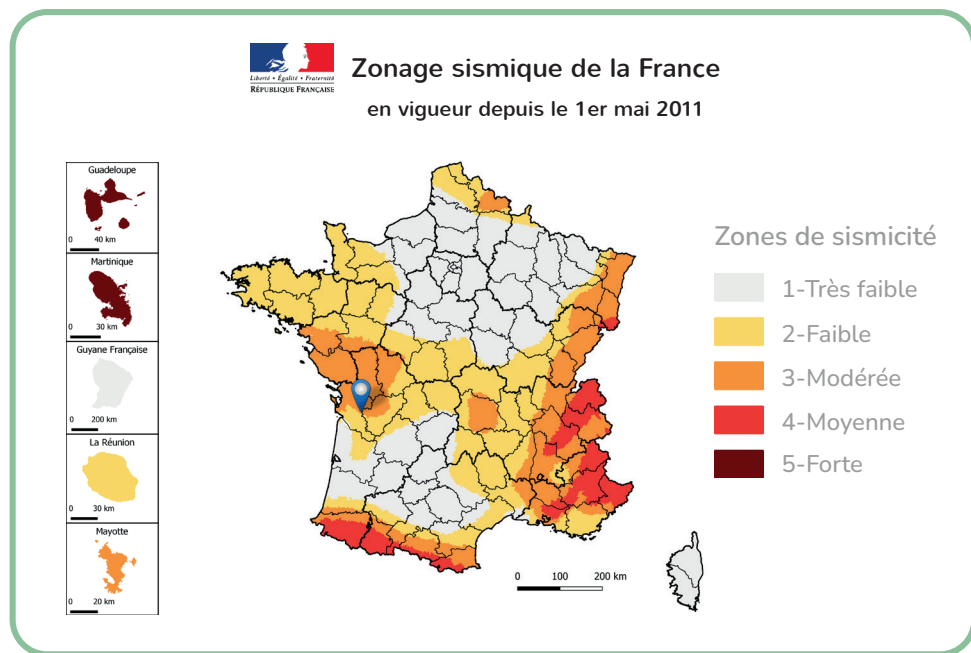 Zonage sismique de la France
en vigueur depuis le 1er mai 2011
Liberté • Égalité • Fraternité
RÉPUBLIQUE FRANÇAISE
Guadeloupe
0 40 km
Martinique
0 30 km
Guyane Française
0 200 km
La Réunion
0 30 km
Mayotte
0 20 km
0 100 200 km
Zones de sismicité
1-Très faible
2-Faible
3-Modérée
4-Moyenne
5-Forte